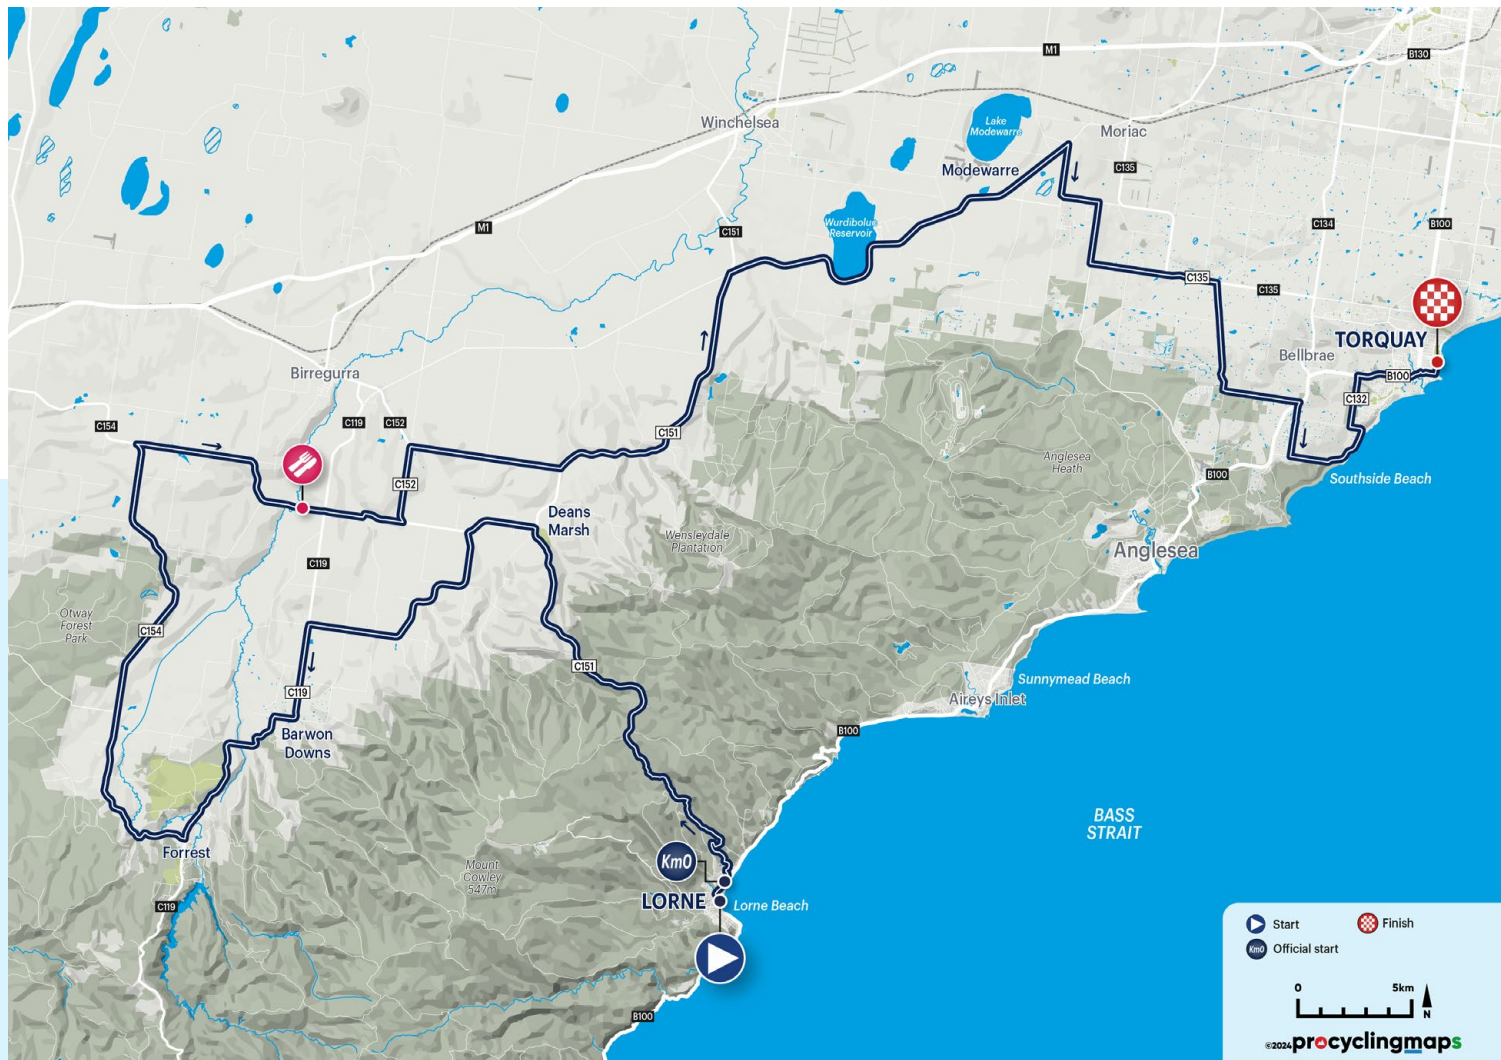 M1
B130
Winchelsea
Lake
Modewarre
Moriac
Modewarre
C135
M1
C151
Wurdiboluc
Reservoir
C134
B100
C135
C135
TORQUAY
Bellbrae
B100
Birregurra
C132
C154
C119
C152
C151
Anglesea
Heath
B100
Southside Beach
C152
Deans
Marsh
Wensleydale
Plantation
Anglesea
C119
Otway
Forest
Park
C154
C151
Sunnymead Beach
C119
Aireys Inlet
Barwon
Downs
B100
BASS
STRAIT
Forrest
Mount
Cowley
547m
Km0
LORNE
Lorne Beach
C119
B100
Start
Finish
Km0
Official start
0 5km
N
©2024 procyclingmaps